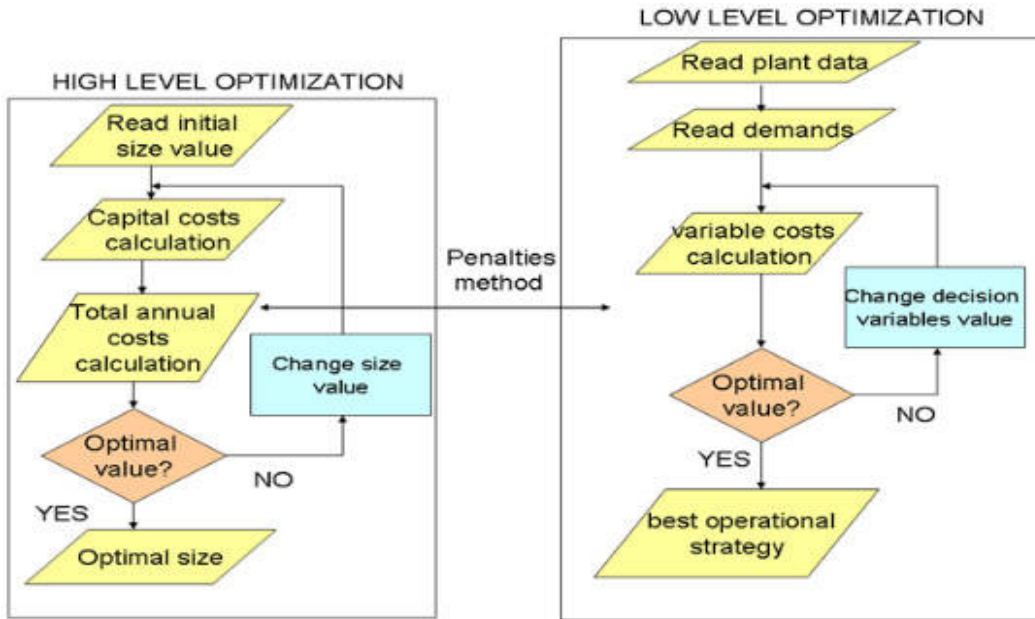 HIGH LEVEL OPTIMIZATION
Read initial
size value
Capital costs
calculation
Total annual
costs
calculation
Change size
value
Optimal
value?
NO
YES
Optimal size
Penalties
method
LOW LEVEL OPTIMIZATION
Read plant data
Read demands
variable costs
calculation
Change decision
variables value
Optimal
value?
NO
YES
best operational
strategy